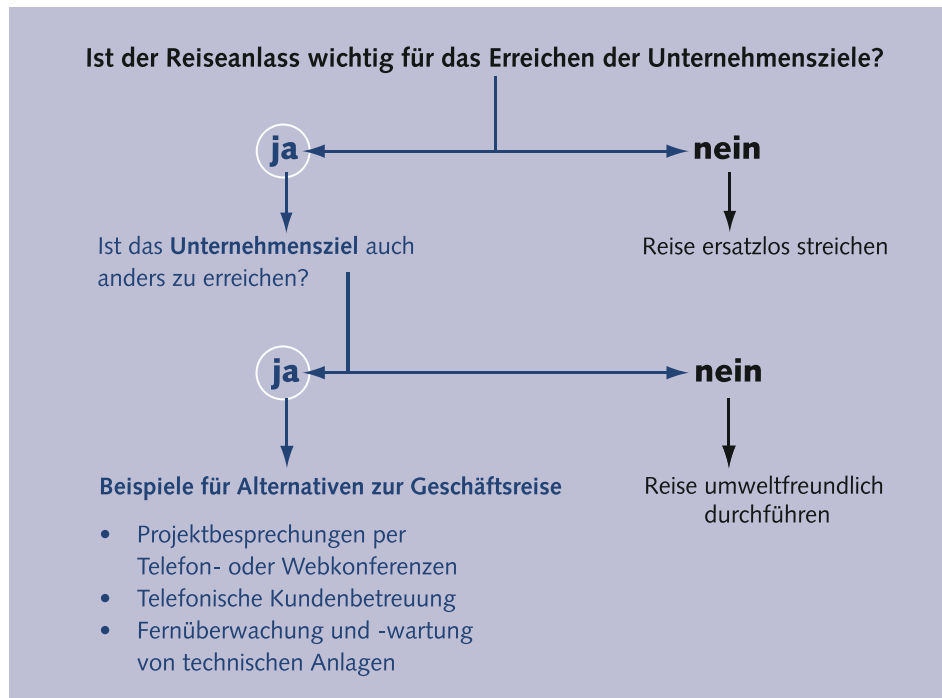 Ist der Reiseanlass wichtig für das Erreichen der Unternehmensziele?
ja
nein
Ist das Unternehmensziel auch
anders zu erreichen?
Reise ersatzlos streichen
ja
nein
Beispiele für Alternativen zur Geschäftsreise
• Projektbesprechungen per
Telefon- oder Webkonferenzen
• Telefonische Kundenbetreuung
• Fernüberwachung und -wartung
von technischen Anlagen
Reise umweltfreundlich
durchführen